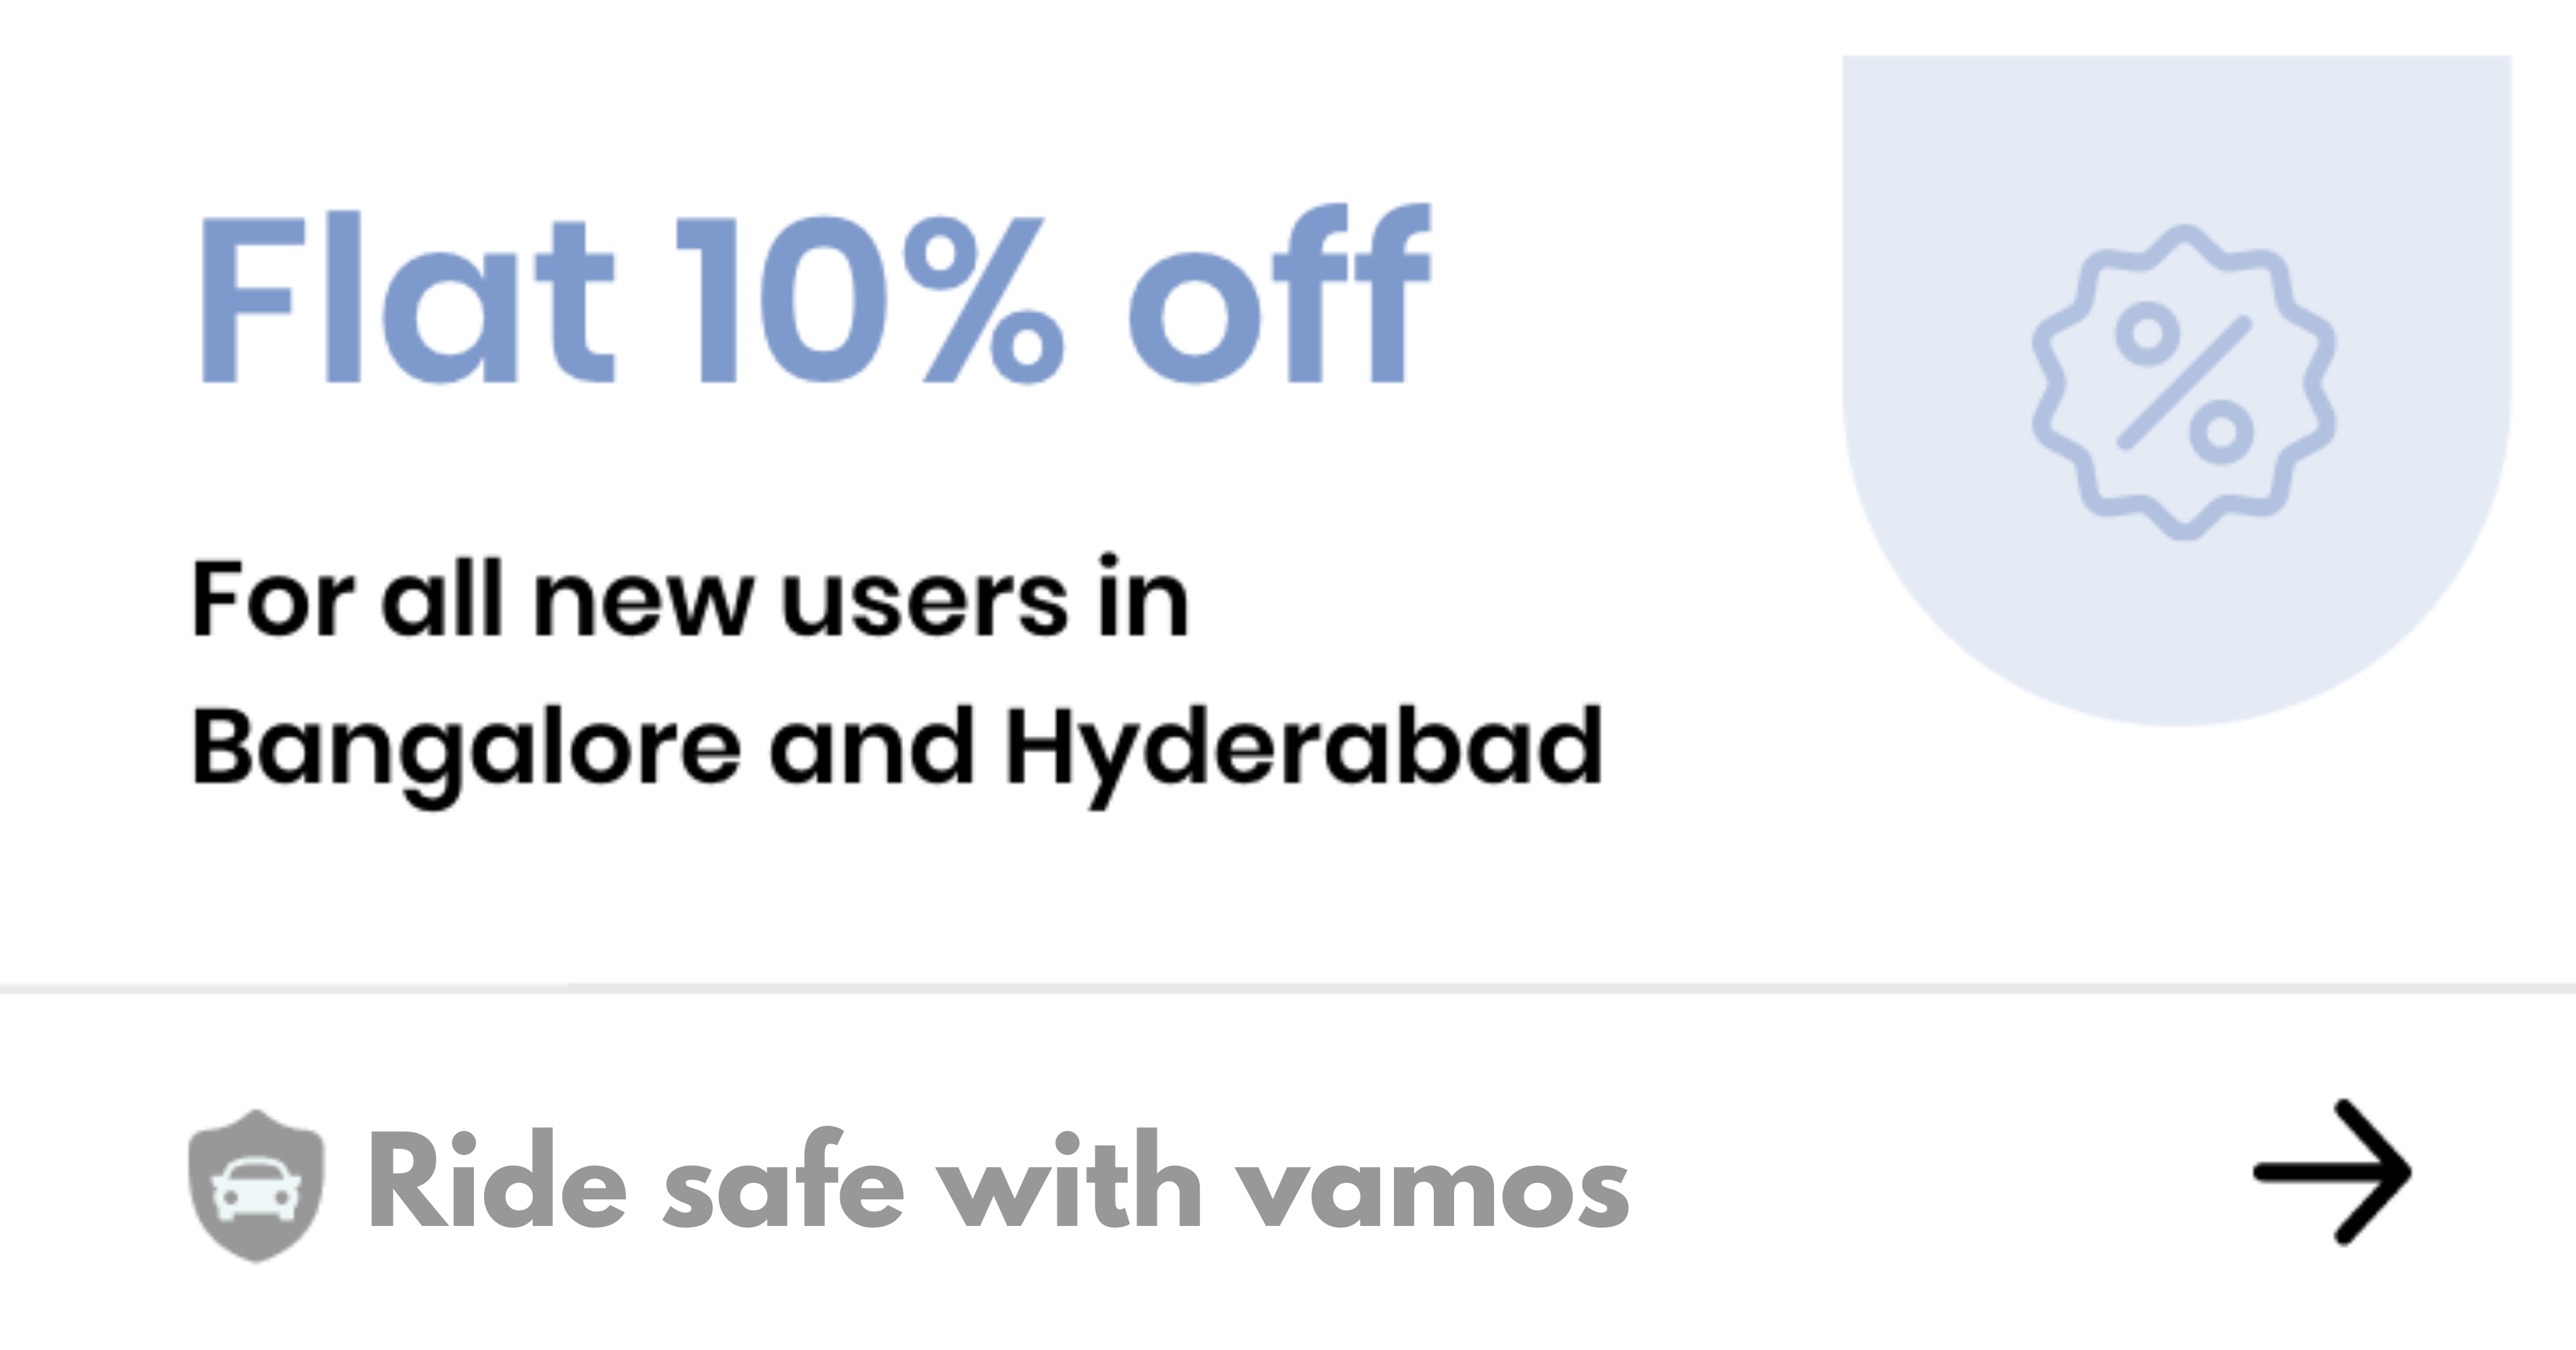 Flat 10% off
For all new users in
Bangalore and Hyderabad
Ride safe with vamos